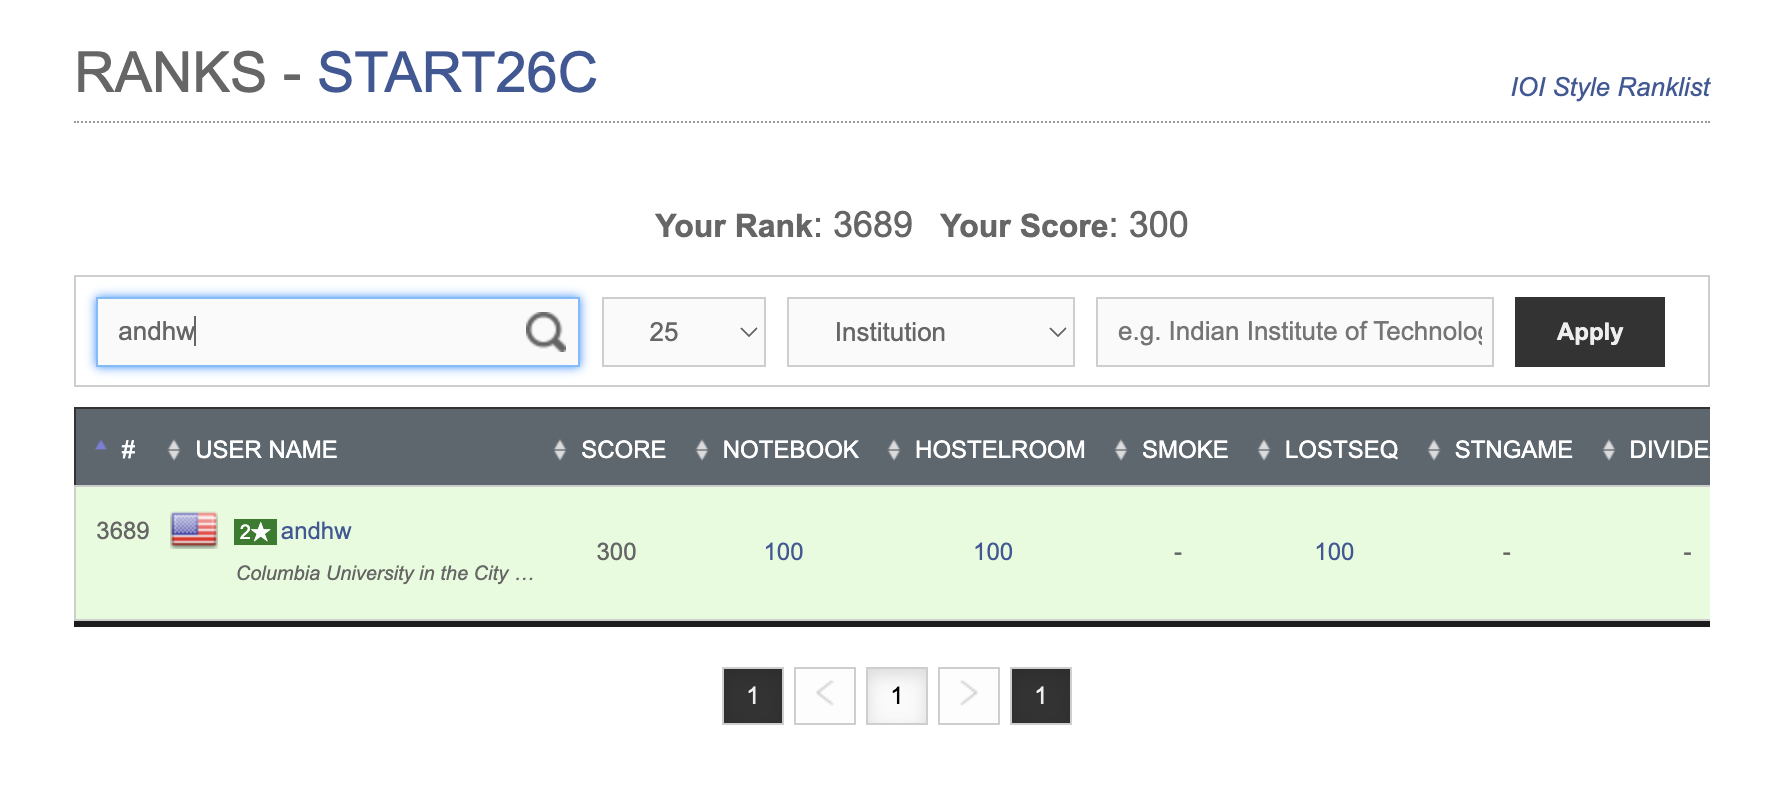 RANKS - START26C
IOI Style Ranklist
Your Rank: 3689 Your Score: 300
andhw 25 Institution e.g. Indian Institute of Technolog Apply
# USER NAME SCORE NOTEBOOK HOSTELROOM SMOKE LOSTSEQ STNGAME DIVIDE
3689 2★ andhw
300 100 100 - 100 - -
Columbia University in the City …
1 < 1 > 1